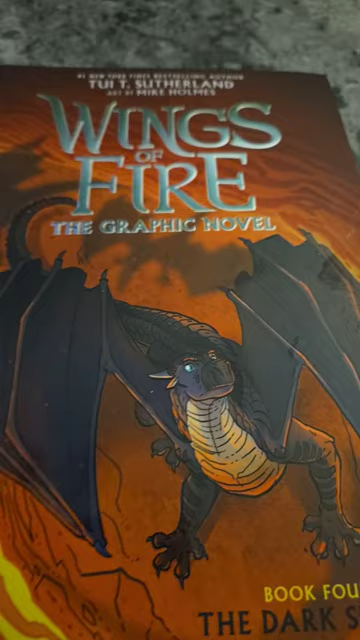 #1 NEW YORK TIMES BESTSELLING AUTHOR
TUI T. SUTHERLAND
ART BY MIKE HOLMES
WINGS
OF
FIRE
THE GRAPHIC NOVEL
BOOK FOU
THE DARK S